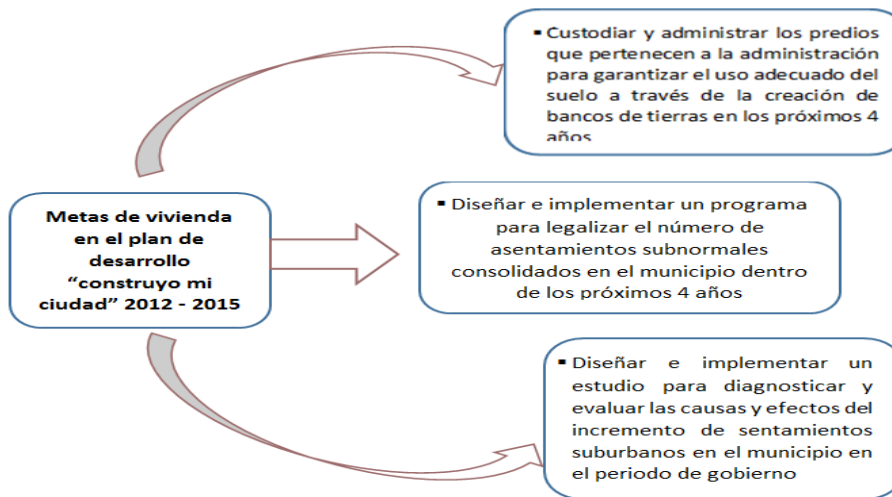 ▪ Custodiar y administrar los predios
que pertenecen a la administración
para garantizar el uso adecuado del
suelo a través de la creación de
bancos de tierras en los próximos 4
años
Metas de vivienda
en el plan de
desarrollo
“construyo mi
ciudad” 2012 - 2015
▪ Diseñar e implementar un programa
para legalizar el número de
asentamientos subnormales
consolidados en el municipio dentro
de los próximos 4 años
▪ Diseñar e implementar un
estudio para diagnosticar y
evaluar las causas y efectos del
incremento de sentamientos
suburbanos en el municipio en
el periodo de gobierno